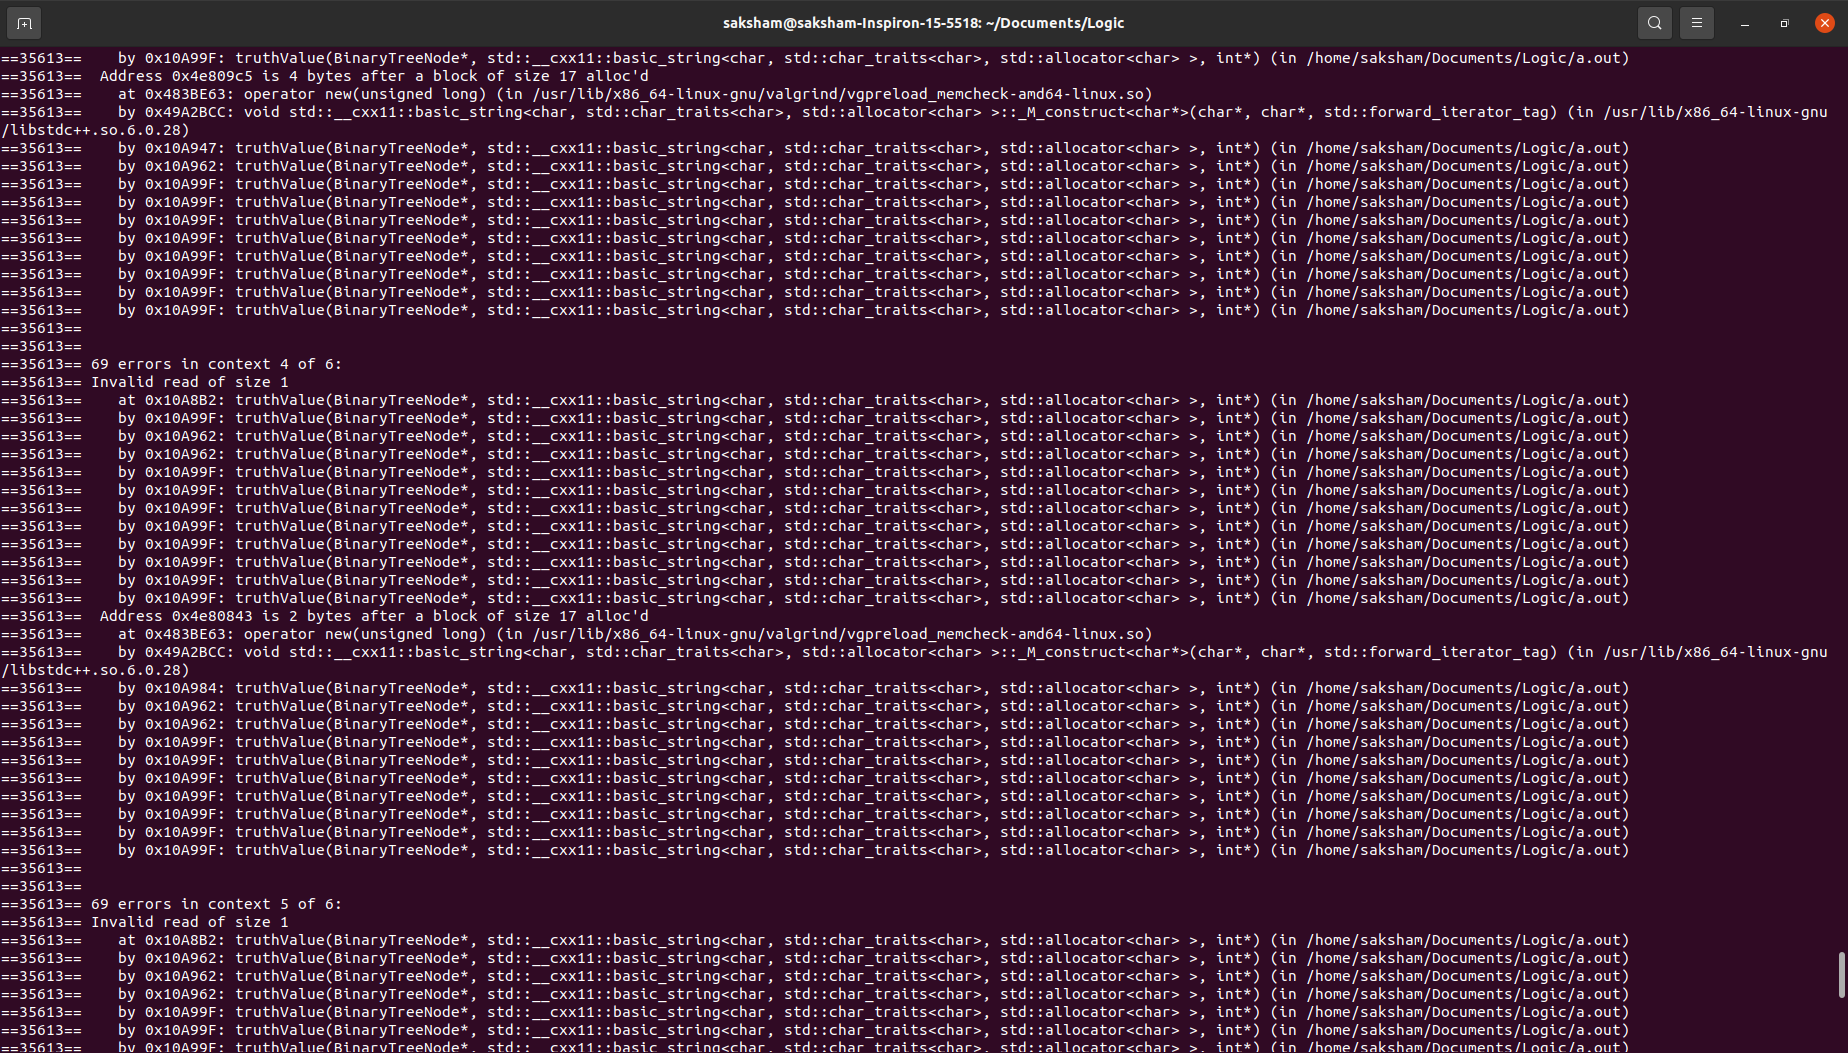 saksham@saksham-Inspiron-15-5518: ~/Documents/Logic
==35613==    by 0x10A99F: truthValue(BinaryTreeNode*, std::__cxx11::basic_string<char, std::char_traits<char>, std::allocator<char> >, int*) (in /home/saksham/Documents/Logic/a.out)
==35613==  Address 0x4e809c5 is 4 bytes after a block of size 17 alloc'd
==35613==    at 0x483BE63: operator new(unsigned long) (in /usr/lib/x86_64-linux-gnu/valgrind/vgpreload_memcheck-amd64-linux.so)
==35613==    by 0x49A2BCC: void std::__cxx11::basic_string<char, std::char_traits<char>, std::allocator<char> >::_M_construct<char*>(char*, char*, std::forward_iterator_tag) (in /usr/lib/x86_64-linux-gnu
/libstdc++.so.6.0.28)
==35613==    by 0x10A947: truthValue(BinaryTreeNode*, std::__cxx11::basic_string<char, std::char_traits<char>, std::allocator<char> >, int*) (in /home/saksham/Documents/Logic/a.out)
==35613==    by 0x10A962: truthValue(BinaryTreeNode*, std::__cxx11::basic_string<char, std::char_traits<char>, std::allocator<char> >, int*) (in /home/saksham/Documents/Logic/a.out)
==35613==    by 0x10A99F: truthValue(BinaryTreeNode*, std::__cxx11::basic_string<char, std::char_traits<char>, std::allocator<char> >, int*) (in /home/saksham/Documents/Logic/a.out)
==35613==    by 0x10A99F: truthValue(BinaryTreeNode*, std::__cxx11::basic_string<char, std::char_traits<char>, std::allocator<char> >, int*) (in /home/saksham/Documents/Logic/a.out)
==35613==    by 0x10A99F: truthValue(BinaryTreeNode*, std::__cxx11::basic_string<char, std::char_traits<char>, std::allocator<char> >, int*) (in /home/saksham/Documents/Logic/a.out)
==35613==    by 0x10A99F: truthValue(BinaryTreeNode*, std::__cxx11::basic_string<char, std::char_traits<char>, std::allocator<char> >, int*) (in /home/saksham/Documents/Logic/a.out)
==35613==    by 0x10A99F: truthValue(BinaryTreeNode*, std::__cxx11::basic_string<char, std::char_traits<char>, std::allocator<char> >, int*) (in /home/saksham/Documents/Logic/a.out)
==35613==    by 0x10A99F: truthValue(BinaryTreeNode*, std::__cxx11::basic_string<char, std::char_traits<char>, std::allocator<char> >, int*) (in /home/saksham/Documents/Logic/a.out)
==35613==    by 0x10A99F: truthValue(BinaryTreeNode*, std::__cxx11::basic_string<char, std::char_traits<char>, std::allocator<char> >, int*) (in /home/saksham/Documents/Logic/a.out)
==35613==    by 0x10A99F: truthValue(BinaryTreeNode*, std::__cxx11::basic_string<char, std::char_traits<char>, std::allocator<char> >, int*) (in /home/saksham/Documents/Logic/a.out)
==35613==
==35613==
==35613== 69 errors in context 4 of 6:
==35613== Invalid read of size 1
==35613==    at 0x10A8B2: truthValue(BinaryTreeNode*, std::__cxx11::basic_string<char, std::char_traits<char>, std::allocator<char> >, int*) (in /home/saksham/Documents/Logic/a.out)
==35613==    by 0x10A99F: truthValue(BinaryTreeNode*, std::__cxx11::basic_string<char, std::char_traits<char>, std::allocator<char> >, int*) (in /home/saksham/Documents/Logic/a.out)
==35613==    by 0x10A962: truthValue(BinaryTreeNode*, std::__cxx11::basic_string<char, std::char_traits<char>, std::allocator<char> >, int*) (in /home/saksham/Documents/Logic/a.out)
==35613==    by 0x10A962: truthValue(BinaryTreeNode*, std::__cxx11::basic_string<char, std::char_traits<char>, std::allocator<char> >, int*) (in /home/saksham/Documents/Logic/a.out)
==35613==    by 0x10A99F: truthValue(BinaryTreeNode*, std::__cxx11::basic_string<char, std::char_traits<char>, std::allocator<char> >, int*) (in /home/saksham/Documents/Logic/a.out)
==35613==    by 0x10A99F: truthValue(BinaryTreeNode*, std::__cxx11::basic_string<char, std::char_traits<char>, std::allocator<char> >, int*) (in /home/saksham/Documents/Logic/a.out)
==35613==    by 0x10A99F: truthValue(BinaryTreeNode*, std::__cxx11::basic_string<char, std::char_traits<char>, std::allocator<char> >, int*) (in /home/saksham/Documents/Logic/a.out)
==35613==    by 0x10A99F: truthValue(BinaryTreeNode*, std::__cxx11::basic_string<char, std::char_traits<char>, std::allocator<char> >, int*) (in /home/saksham/Documents/Logic/a.out)
==35613==    by 0x10A99F: truthValue(BinaryTreeNode*, std::__cxx11::basic_string<char, std::char_traits<char>, std::allocator<char> >, int*) (in /home/saksham/Documents/Logic/a.out)
==35613==    by 0x10A99F: truthValue(BinaryTreeNode*, std::__cxx11::basic_string<char, std::char_traits<char>, std::allocator<char> >, int*) (in /home/saksham/Documents/Logic/a.out)
==35613==    by 0x10A99F: truthValue(BinaryTreeNode*, std::__cxx11::basic_string<char, std::char_traits<char>, std::allocator<char> >, int*) (in /home/saksham/Documents/Logic/a.out)
==35613==    by 0x10A99F: truthValue(BinaryTreeNode*, std::__cxx11::basic_string<char, std::char_traits<char>, std::allocator<char> >, int*) (in /home/saksham/Documents/Logic/a.out)
==35613==  Address 0x4e80843 is 2 bytes after a block of size 17 alloc'd
==35613==    at 0x483BE63: operator new(unsigned long) (in /usr/lib/x86_64-linux-gnu/valgrind/vgpreload_memcheck-amd64-linux.so)
==35613==    by 0x49A2BCC: void std::__cxx11::basic_string<char, std::char_traits<char>, std::allocator<char> >::_M_construct<char*>(char*, char*, std::forward_iterator_tag) (in /usr/lib/x86_64-linux-gnu
/libstdc++.so.6.0.28)
==35613==    by 0x10A984: truthValue(BinaryTreeNode*, std::__cxx11::basic_string<char, std::char_traits<char>, std::allocator<char> >, int*) (in /home/saksham/Documents/Logic/a.out)
==35613==    by 0x10A962: truthValue(BinaryTreeNode*, std::__cxx11::basic_string<char, std::char_traits<char>, std::allocator<char> >, int*) (in /home/saksham/Documents/Logic/a.out)
==35613==    by 0x10A962: truthValue(BinaryTreeNode*, std::__cxx11::basic_string<char, std::char_traits<char>, std::allocator<char> >, int*) (in /home/saksham/Documents/Logic/a.out)
==35613==    by 0x10A99F: truthValue(BinaryTreeNode*, std::__cxx11::basic_string<char, std::char_traits<char>, std::allocator<char> >, int*) (in /home/saksham/Documents/Logic/a.out)
==35613==    by 0x10A99F: truthValue(BinaryTreeNode*, std::__cxx11::basic_string<char, std::char_traits<char>, std::allocator<char> >, int*) (in /home/saksham/Documents/Logic/a.out)
==35613==    by 0x10A99F: truthValue(BinaryTreeNode*, std::__cxx11::basic_string<char, std::char_traits<char>, std::allocator<char> >, int*) (in /home/saksham/Documents/Logic/a.out)
==35613==    by 0x10A99F: truthValue(BinaryTreeNode*, std::__cxx11::basic_string<char, std::char_traits<char>, std::allocator<char> >, int*) (in /home/saksham/Documents/Logic/a.out)
==35613==    by 0x10A99F: truthValue(BinaryTreeNode*, std::__cxx11::basic_string<char, std::char_traits<char>, std::allocator<char> >, int*) (in /home/saksham/Documents/Logic/a.out)
==35613==    by 0x10A99F: truthValue(BinaryTreeNode*, std::__cxx11::basic_string<char, std::char_traits<char>, std::allocator<char> >, int*) (in /home/saksham/Documents/Logic/a.out)
==35613==    by 0x10A99F: truthValue(BinaryTreeNode*, std::__cxx11::basic_string<char, std::char_traits<char>, std::allocator<char> >, int*) (in /home/saksham/Documents/Logic/a.out)
==35613==
==35613==
==35613== 69 errors in context 5 of 6:
==35613== Invalid read of size 1
==35613==    at 0x10A8B2: truthValue(BinaryTreeNode*, std::__cxx11::basic_string<char, std::char_traits<char>, std::allocator<char> >, int*) (in /home/saksham/Documents/Logic/a.out)
==35613==    by 0x10A962: truthValue(BinaryTreeNode*, std::__cxx11::basic_string<char, std::char_traits<char>, std::allocator<char> >, int*) (in /home/saksham/Documents/Logic/a.out)
==35613==    by 0x10A962: truthValue(BinaryTreeNode*, std::__cxx11::basic_string<char, std::char_traits<char>, std::allocator<char> >, int*) (in /home/saksham/Documents/Logic/a.out)
==35613==    by 0x10A962: truthValue(BinaryTreeNode*, std::__cxx11::basic_string<char, std::char_traits<char>, std::allocator<char> >, int*) (in /home/saksham/Documents/Logic/a.out)
==35613==    by 0x10A99F: truthValue(BinaryTreeNode*, std::__cxx11::basic_string<char, std::char_traits<char>, std::allocator<char> >, int*) (in /home/saksham/Documents/Logic/a.out)
==35613==    by 0x10A99F: truthValue(BinaryTreeNode*, std::__cxx11::basic_string<char, std::char_traits<char>, std::allocator<char> >, int*) (in /home/saksham/Documents/Logic/a.out)
==35613==    by 0x10A99F: truthValue(BinaryTreeNode*, std::__cxx11::basic_string<char, std::char_traits<char>, std::allocator<char> >, int*) (in /home/saksham/Documents/Logic/a.out)